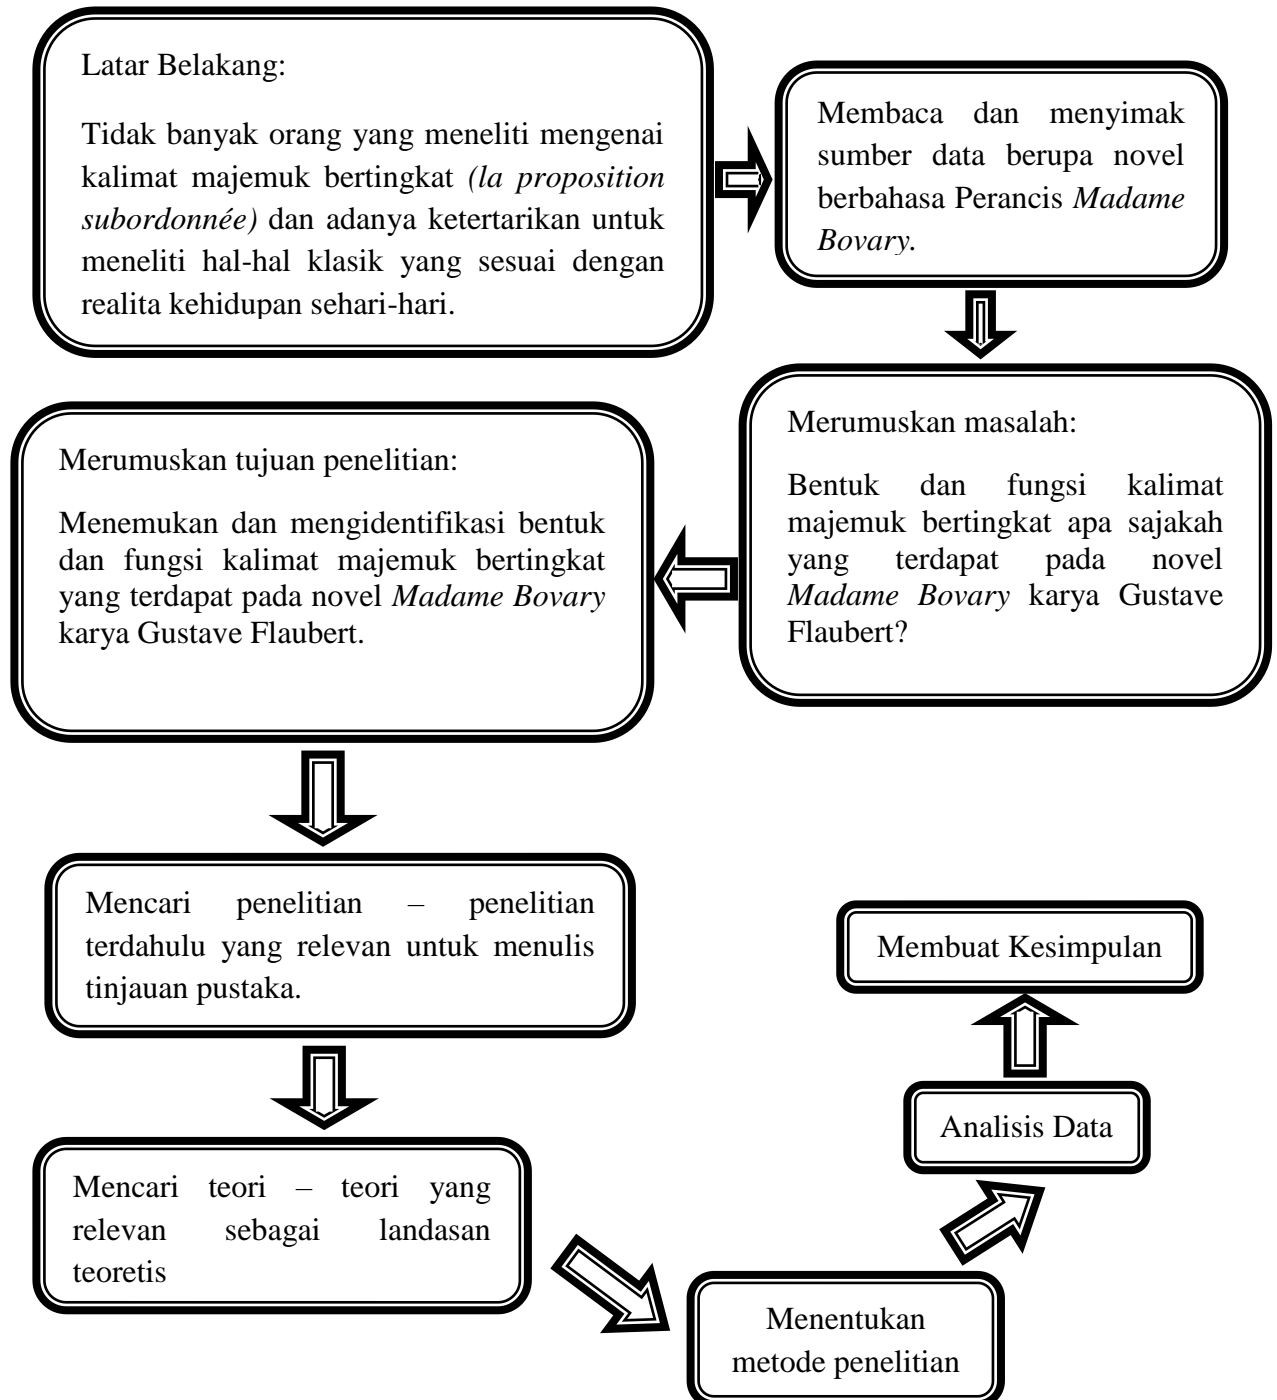 Latar Belakang:
Tidak banyak orang yang meneliti mengenai
kalimat majemuk bertingkat (la proposition
subordonnée) dan adanya ketertarikan untuk
meneliti hal-hal klasik yang sesuai dengan
realita kehidupan sehari-hari.
Membaca dan menyimak
sumber data berupa novel
berbahasa Perancis Madame
Bovary.
Merumuskan masalah:
Bentuk dan fungsi kalimat
majemuk bertingkat apa sajakah
yang terdapat pada novel
Madame Bovary karya Gustave
Flaubert?
Merumuskan tujuan penelitian:
Menemukan dan mengidentifikasi bentuk
dan fungsi kalimat majemuk bertingkat
yang terdapat pada novel Madame Bovary
karya Gustave Flaubert.
Mencari penelitian – penelitian
terdahulu yang relevan untuk menulis
tinjauan pustaka.
Mencari teori – teori yang
relevan sebagai landasan
teoretis
Menentukan
metode penelitian
Analisis Data
Membuat Kesimpulan